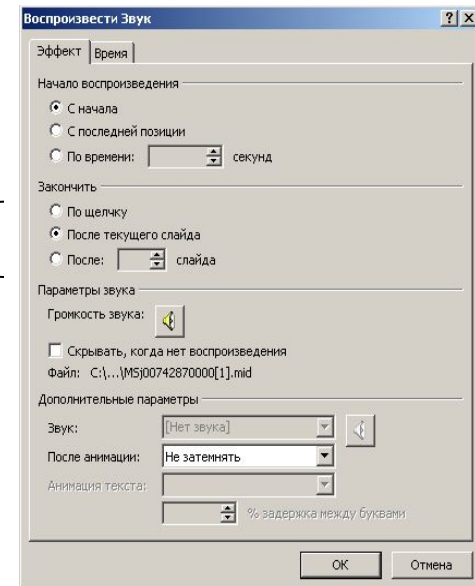 Воспроизвести Звук
Эффект Время
Начало воспроизведения
С начала
С последней позиции
По времени: секунд
Закончить
По щелчку
После текущего слайда
После: слайда
Параметры звука
Громкость звука:
Скрывать, когда нет воспроизведения
Файл: C:\...\MSj00742870000[1].mid
Дополнительные параметры
Звук: [Нет звука]
После анимации: Не затемнять
Анимация текста:
% задержка между буквами
ОК Отмена